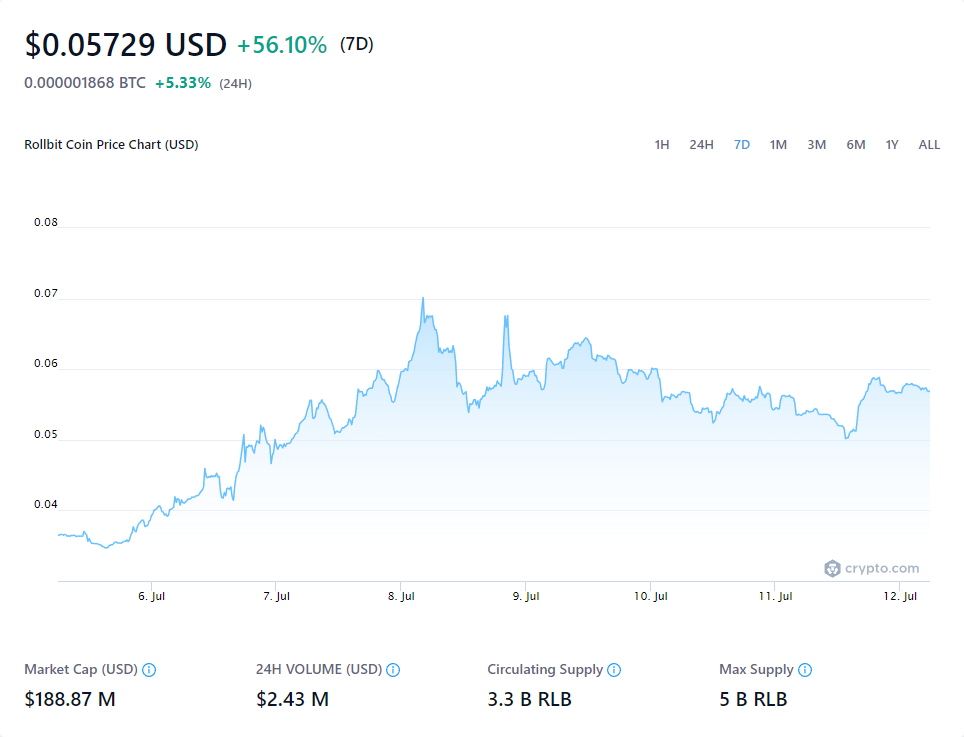 $0.05729 USD +56.10% (7D)
0.000001868 BTC +5.33% (24H)
Rollbit Coin Price Chart (USD) 1H 24H 7D 1M 3M 6M 1Y ALL
0.08
0.07
0.06
0.05
0.04
crypto.com
6. Jul 7. Jul 8. Jul 9. Jul 10. Jul 11. Jul 12. Jul
Market Cap (USD) 24H VOLUME (USD) Circulating Supply Max Supply
$188.87 M $2.43 M 3.3 B RLB 5 B RLB